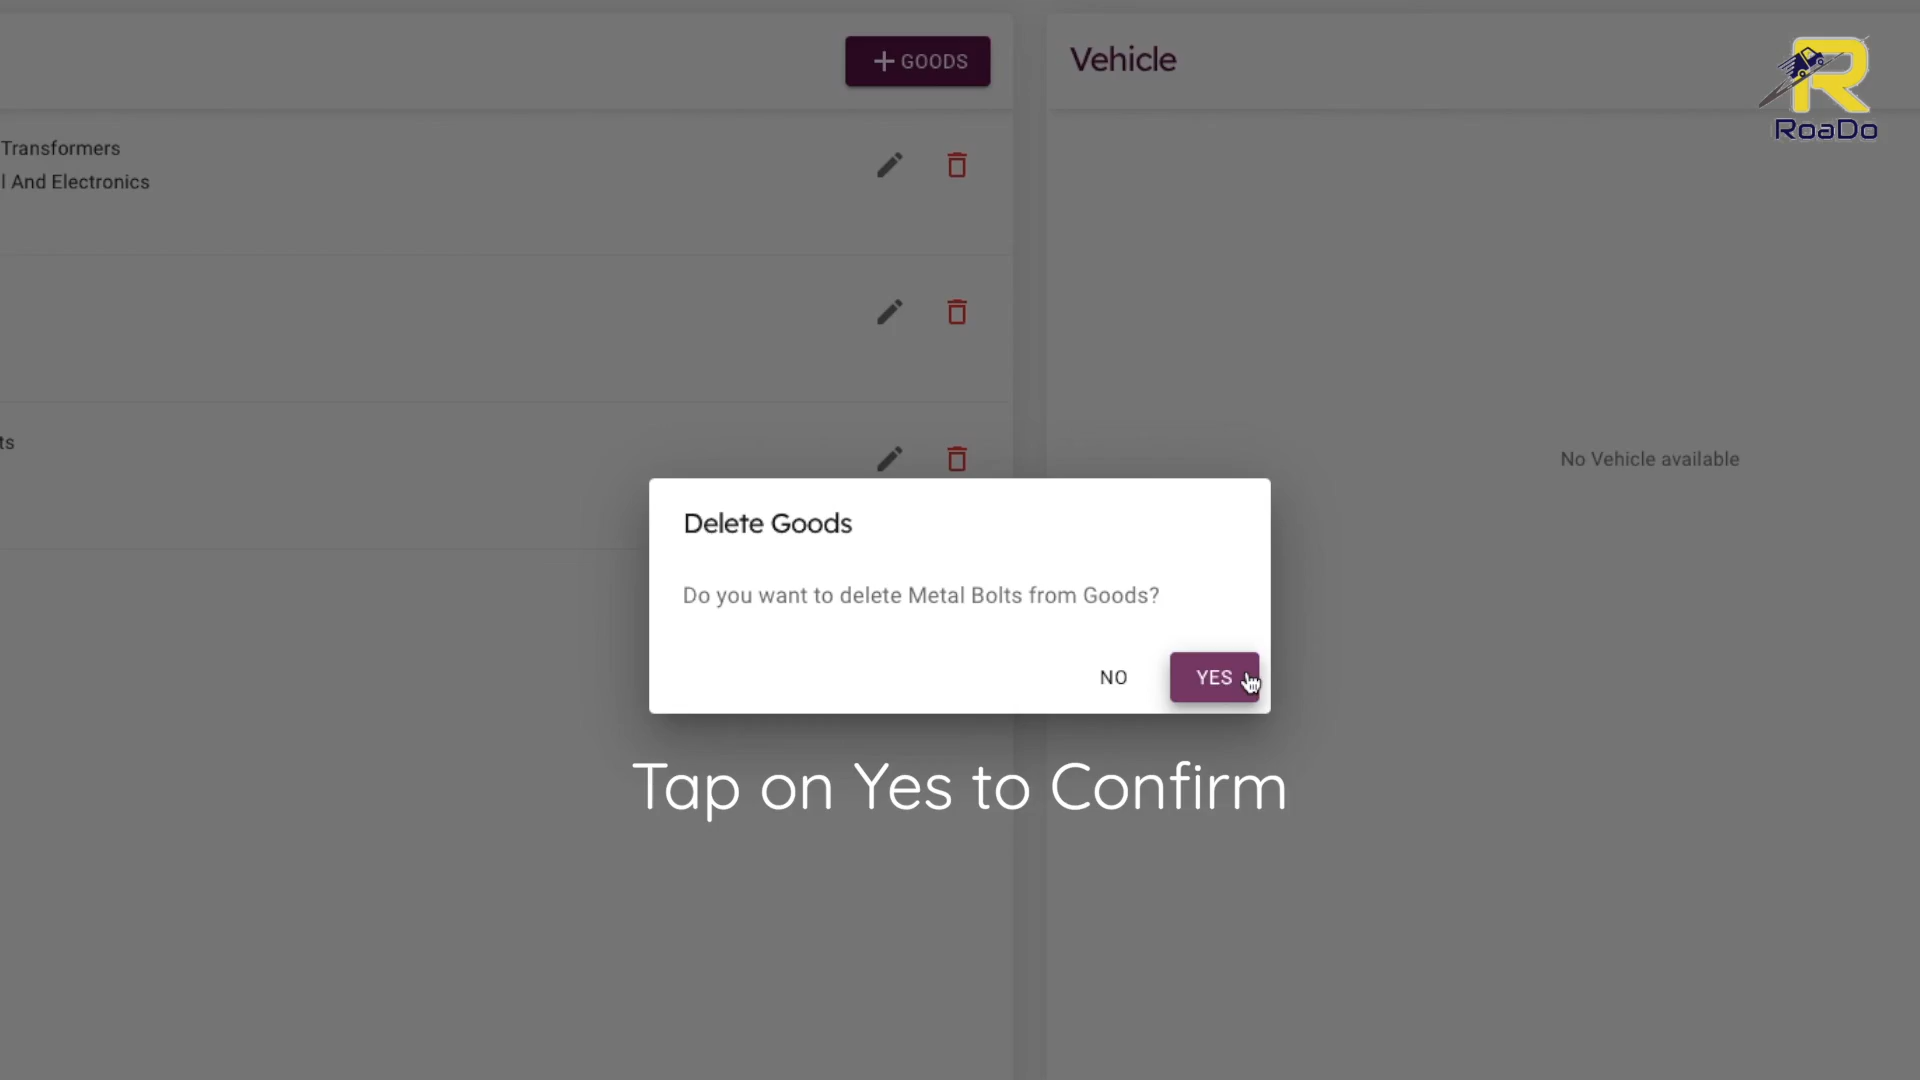 GOODS
Vehicle
RoaDo
Transformers
l And Electronics
ts
No Vehicle available
Delete Goods
Do you want to delete Metal Bolts from Goods?
NO
YES
Tap on Yes to Confirm